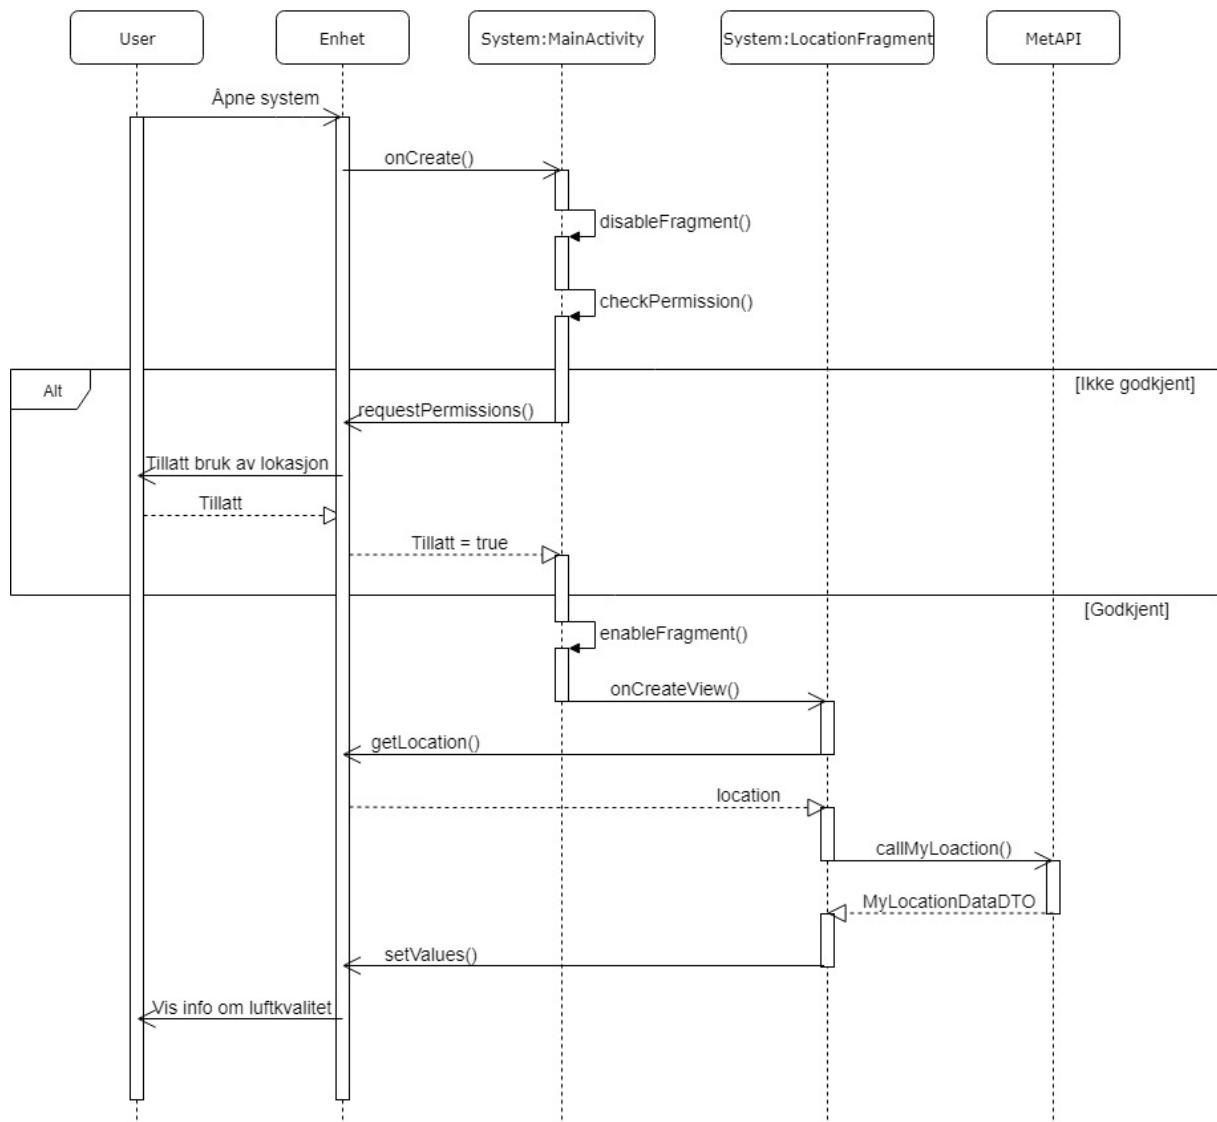 User
Enhet
System:MainActivity
System:LocationFragment
MetAPI
Åpne system
onCreate()
disableFragment()
checkPermission()
Alt
[Ikke godkjent]
requestPermissions()
Tillatt bruk av lokasjon
Tillatt
Tillatt = true
[Godkjent]
enableFragment()
onCreateView()
getLocation()
location
callMyLoaction()
MyLocationDataDTO
setValues()
Vis info om luftkvalitet